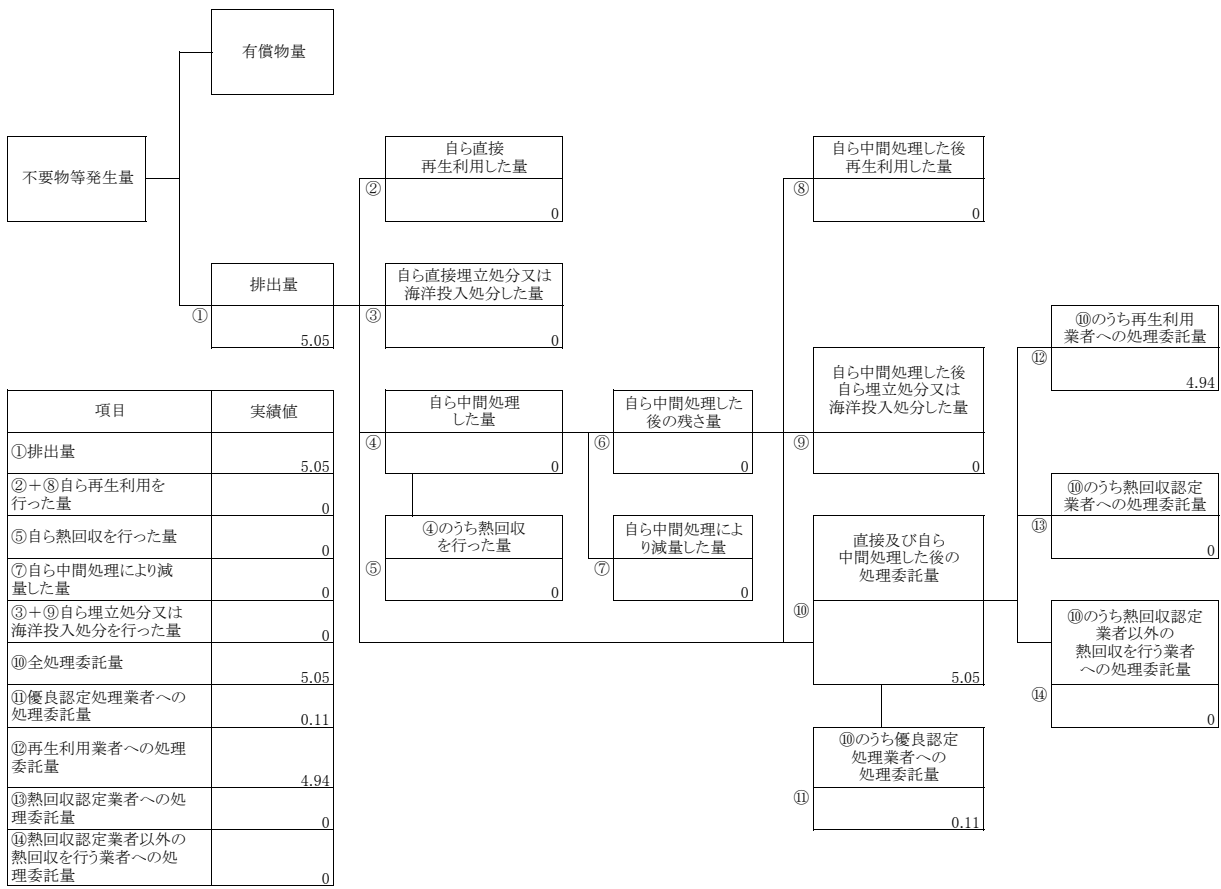 有償物量
不要物等発生量
自ら直接
再生利用した量
②
0
自ら中間処理した後
再生利用した量
⑧
0
排出量
①
5.05
自ら直接埋立処分又は
海洋投入処分した量
③
0
⑩のうち再生利用
業者への処理委託量
⑫
4.94
自ら中間処理
した量
④
0
自ら中間処理した
後の残さ量
⑥
0
自ら中間処理した後
自ら埋立処分又は
海洋投入処分した量
⑨
0
④のうち熱回収
を行った量
⑤
0
自ら中間処理によ
り減量した量
⑦
0
直接及び自ら
中間処理した後の
処理委託量
⑩
5.05
⑩のうち熱回収認定
業者への処理委託量
⑬
0
⑩のうち熱回収認定
業者以外の
熱回収を行う業者
への処理委託量
⑭
0
⑩のうち優良認定
処理業者への
処理委託量
⑪
0.11
項目 実績値
①排出量
5.05
②+⑧自ら再生利用を
行った量
0
⑤自ら熱回収を行った量
0
⑦自ら中間処理により減
量した量
0
③+⑨自ら埋立処分又は
海洋投入処分を行った量
0
⑩全処理委託量
5.05
⑪優良認定処理業者への
処理委託量
0.11
⑫再生利用業者への処理
委託量
4.94
⑬熱回収認定業者への処
理委託量
0
⑭熱回収認定業者以外の
熱回収を行う業者への処
理委託量
0